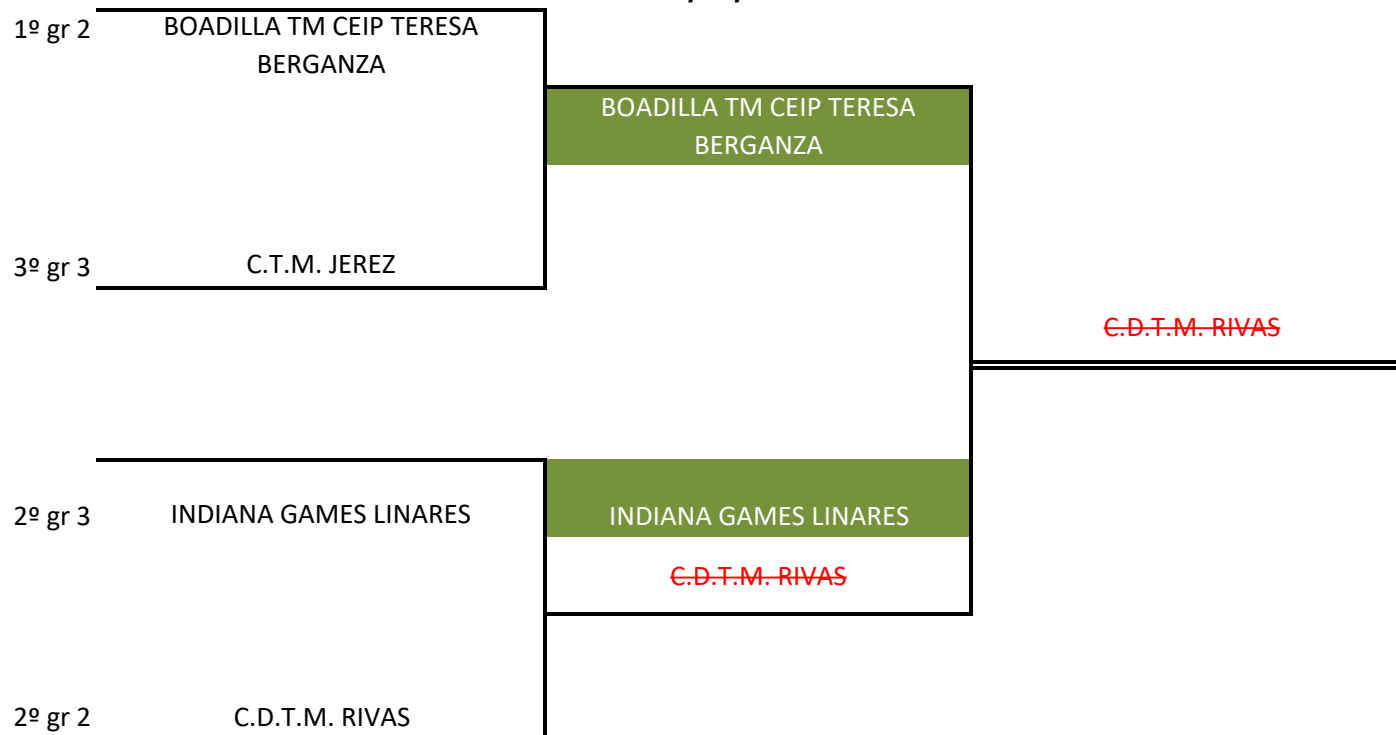 1º gr 2 BOADILLA TM CEIP TERESA
BERGANZA
BOADILLA TM CEIP TERESA
BERGANZA
3º gr 3 C.T.M. JEREZ
C.D.T.M. RIVAS
2º gr 3 INDIANA GAMES LINARES INDIANA GAMES LINARES
C.D.T.M. RIVAS
2º gr 2 C.D.T.M. RIVAS